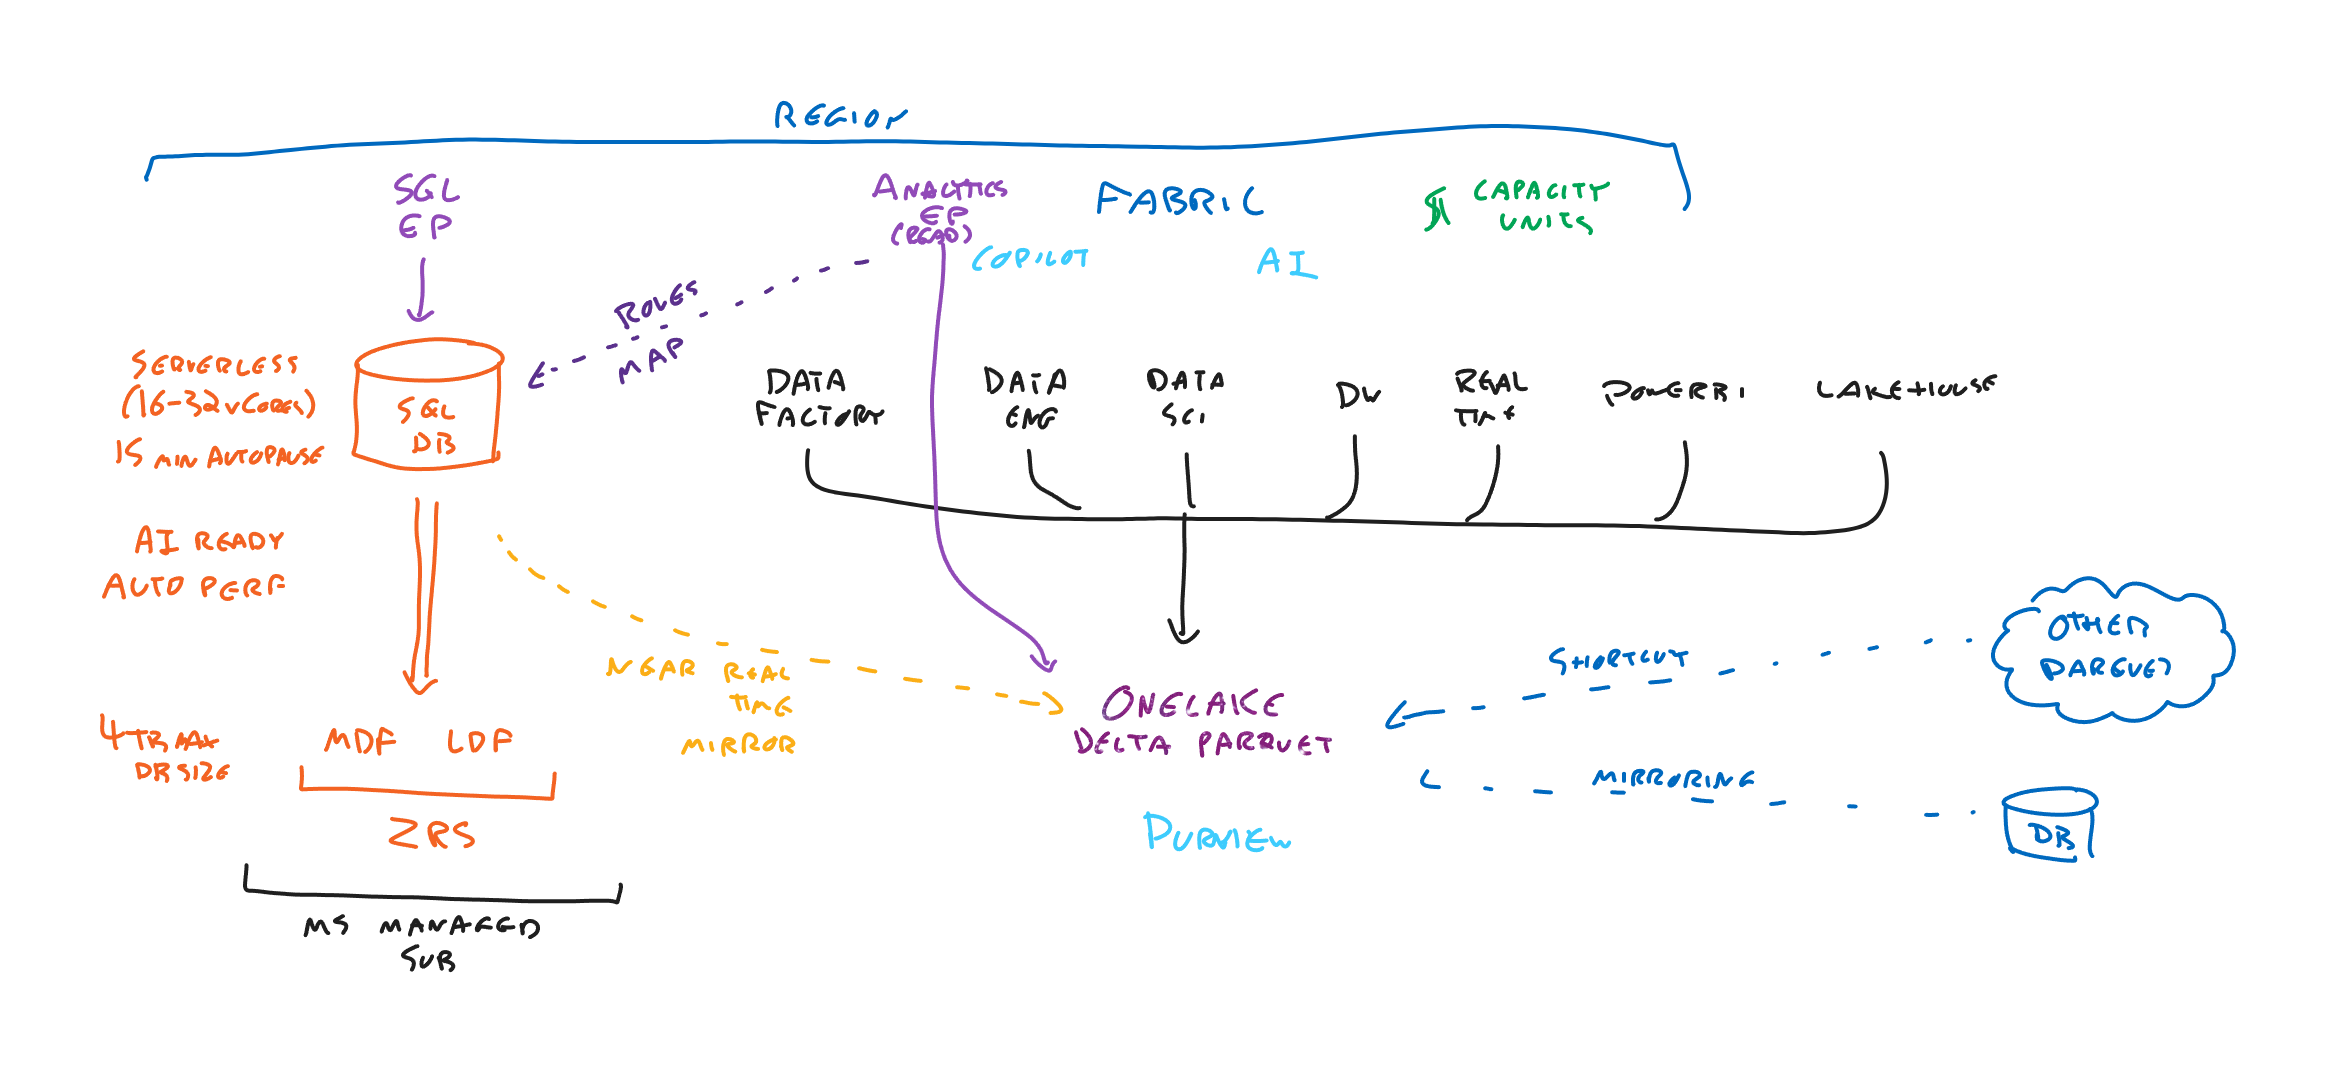 REGION
SQL
EP
ANALYTICS
EP
(READ)
FABRIC
$ CAPACITY
UNITS
COPILOT
AI
ROLES
MAP
SERVERLESS
(16-32 vCores)
15 MIN AUTOPAUSE
SQL
DB
DATA
FACTORY
DATA
ENG
DATA
SCI
DW
REAL
TIME
POWERBI
LAKEHOUSE
AI READY
AUTO PERF
NEAR REAL
TIME
MIRROR
4TB MAX
DB SIZE
MDF LDF
ZRS
MS MANAGED
SUB
ONELAKE
DELTA PARQUET
PURVIEW
SHORTCUT
OTHER
PARQUET
MIRRORING
DB